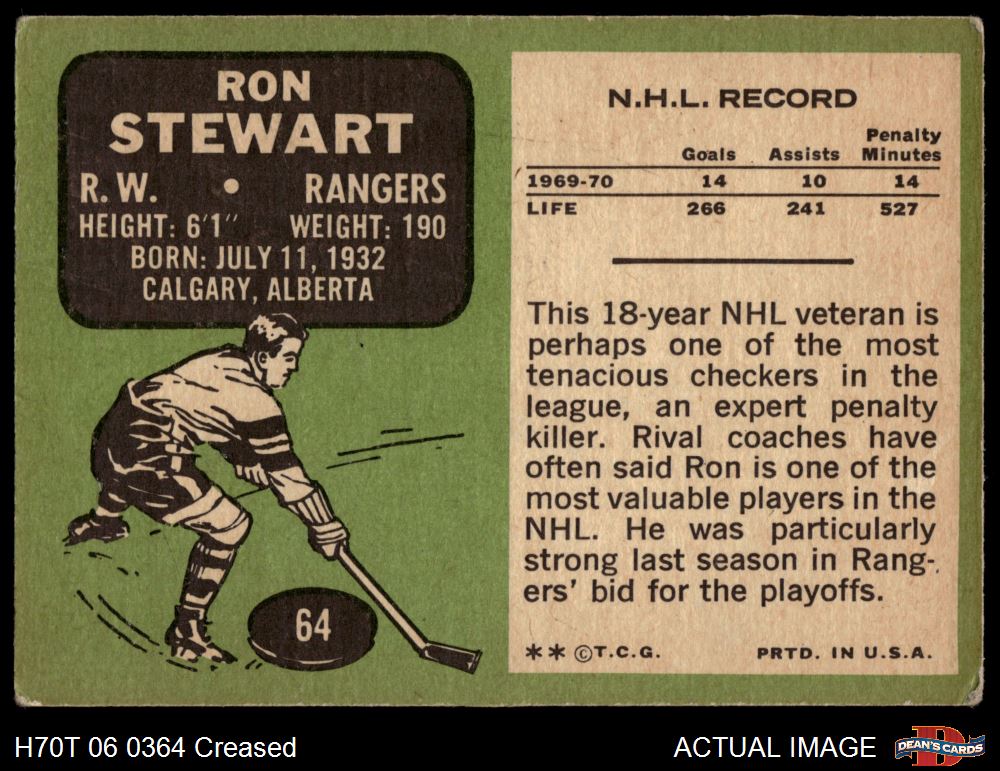 RON
STEWART
R. W. • RANGERS
HEIGHT: 6'1" WEIGHT: 190
BORN: JULY 11, 1932
CALGARY, ALBERTA
64
N.H.L. RECORD
Goals Assists Penalty Minutes
1969-70 14 10 14
LIFE 266 241 527
This 18-year NHL veteran is
perhaps one of the most
tenacious checkers in the
league, an expert penalty
killer. Rival coaches have
often said Ron is one of the
most valuable players in the
NHL. He was particularly
strong last season in Rang-
ers' bid for the playoffs.
** ©T.C.G. PRTD. IN U.S.A.
H70T 06 0364 Creased
ACTUAL IMAGE
D
DEAN'S CARDS